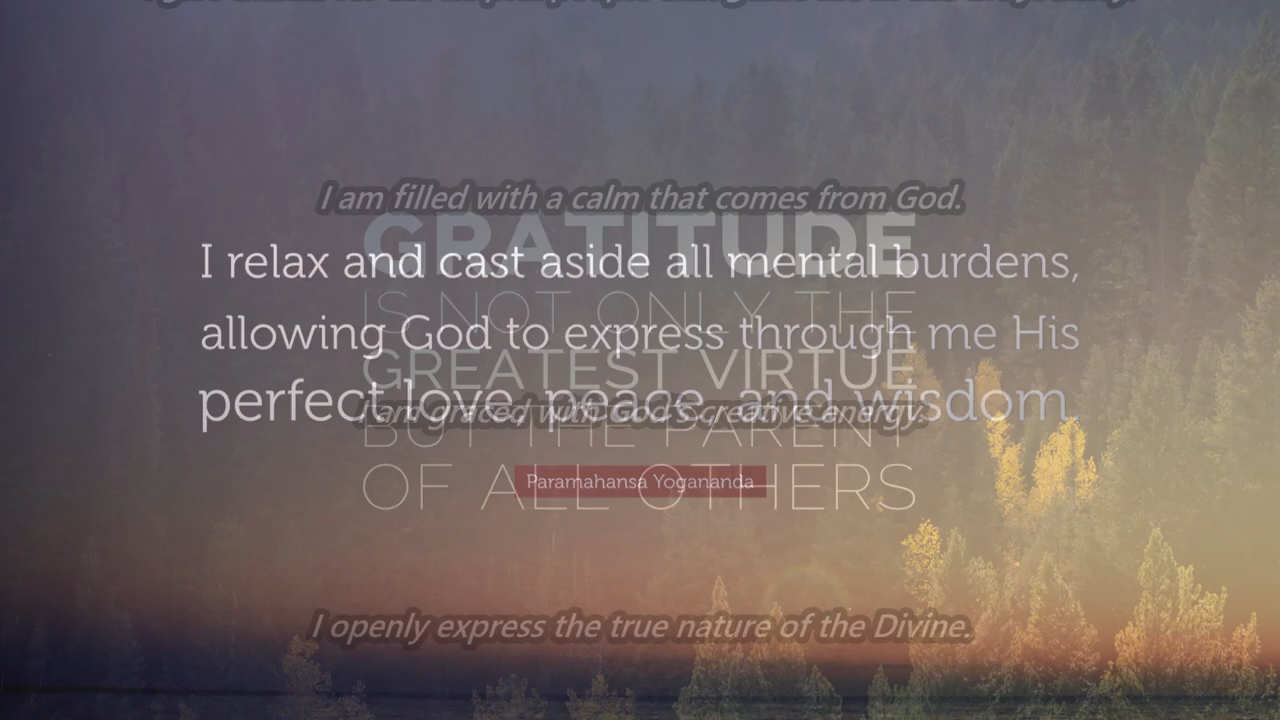 I am filled with a calm that comes from God.
GRATITUDE
I relax and cast aside all mental burdens,
IS NOT ONLY THE
allowing God to express through me His
GREATEST VIRTUE
perfect love, peace, and wisdom.
I am graced with God's creative energy.
BUT THE PARENT
OF ALL OTHERS
Paramahansa Yogananda
I openly express the true nature of the Divine.